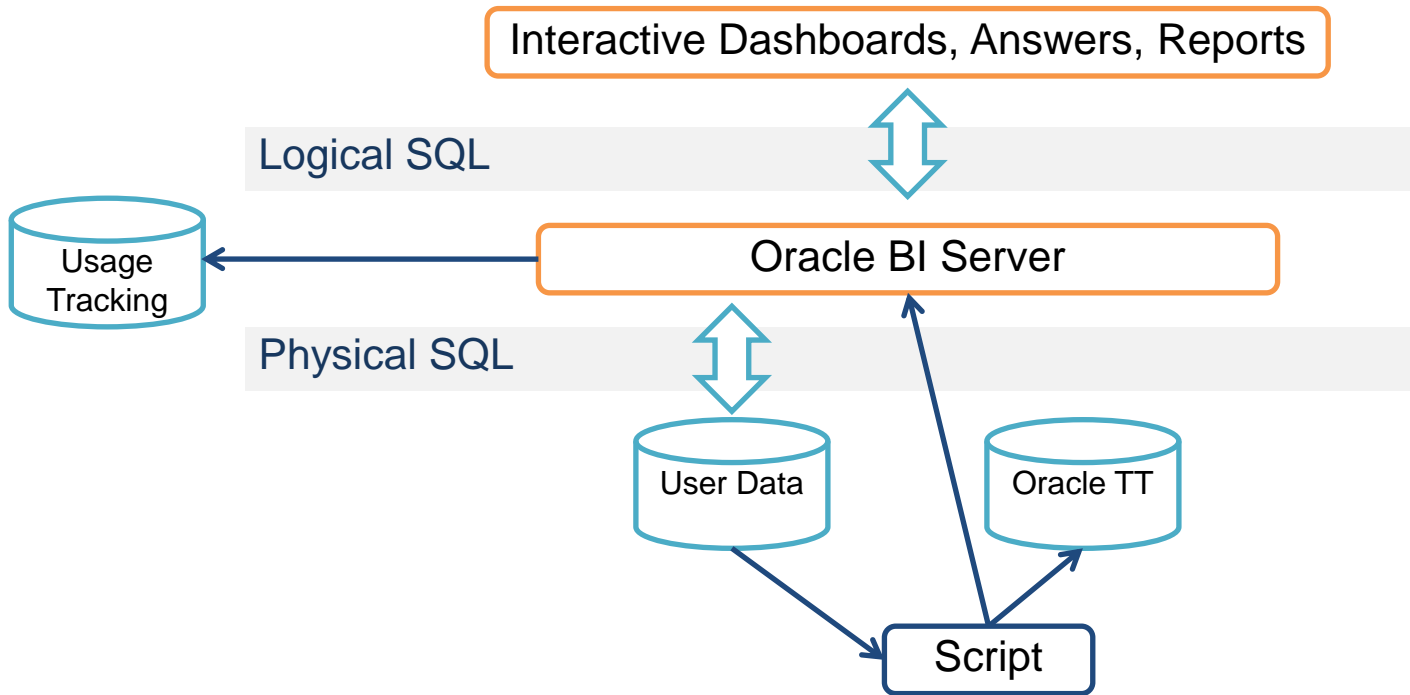 Interactive Dashboards, Answers, Reports
Logical SQL
Usage
Tracking
Oracle BI Server
Physical SQL
User Data
Oracle TT
Script